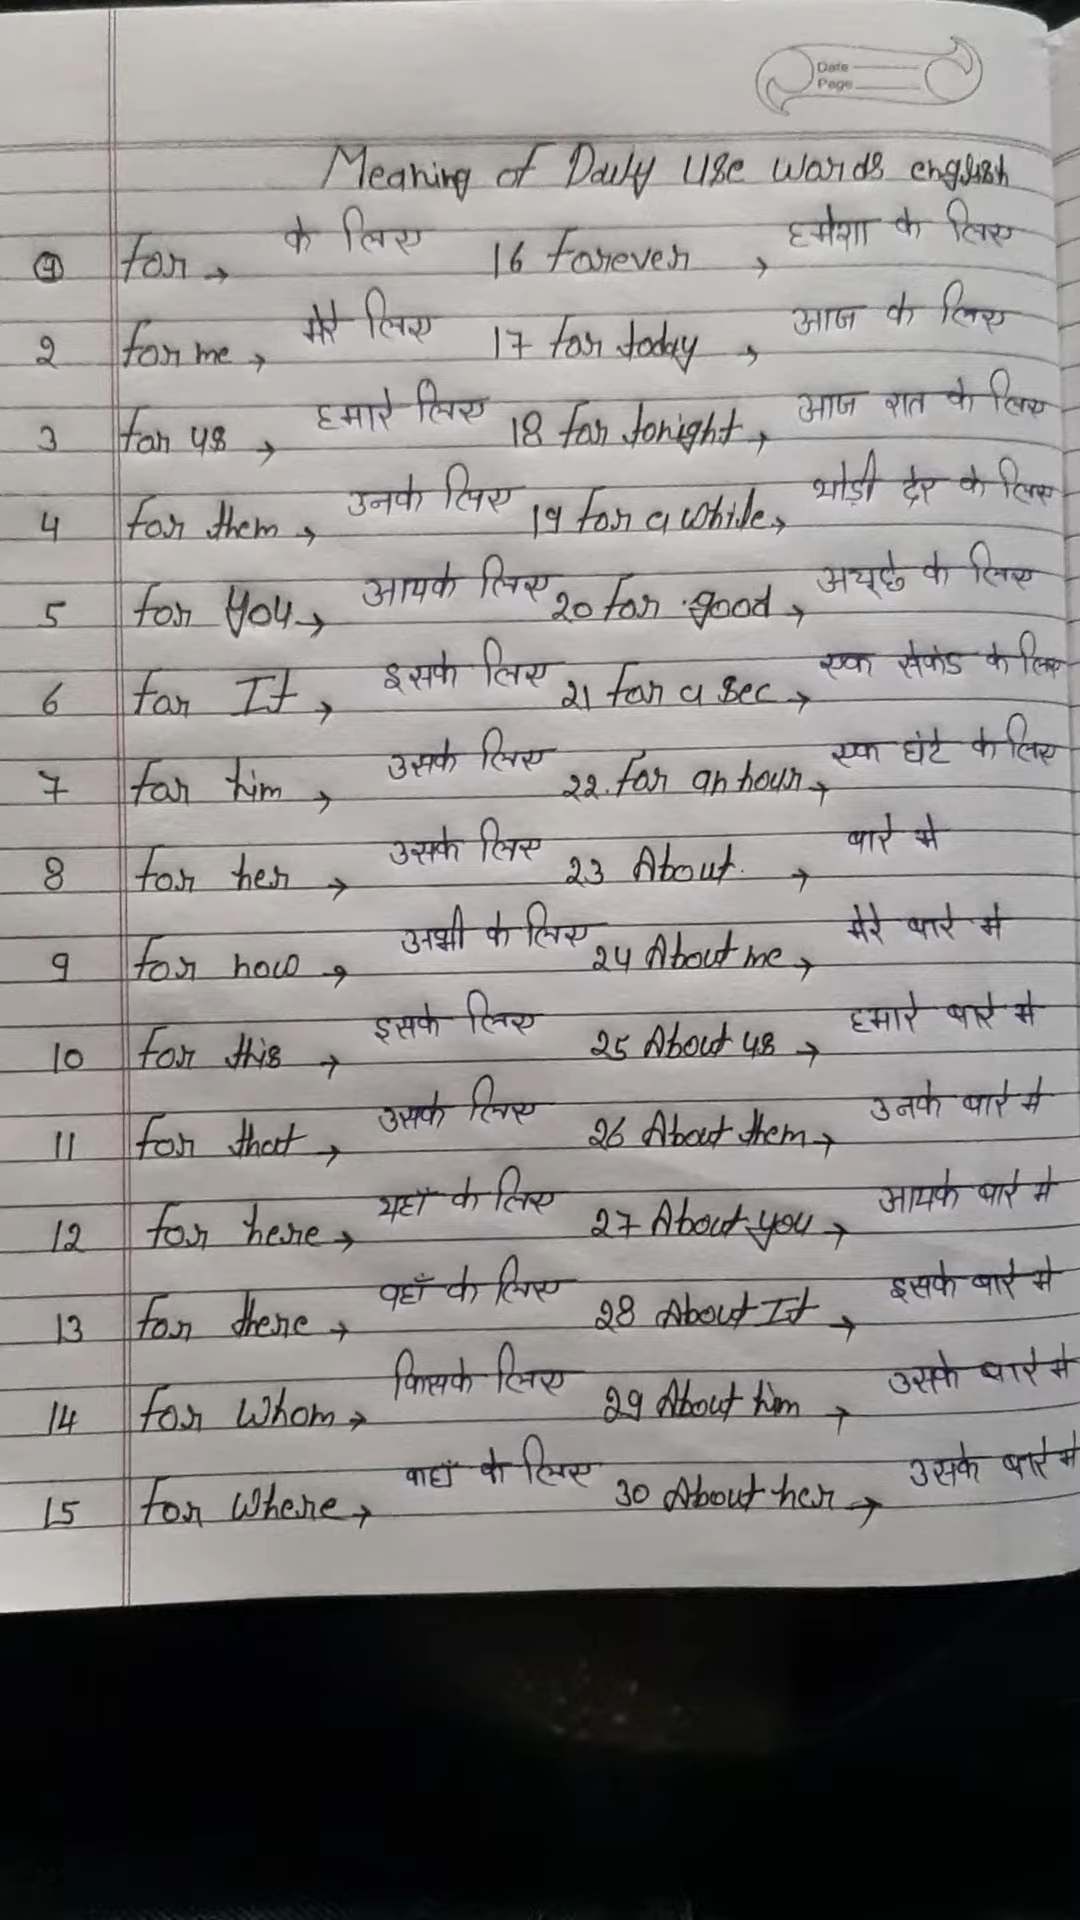 Date
Page
Meaning of Daily Use words english
1 for → के लिए 16 forever → हमेशा के लिए
2 for me → मेरे लिए 17 for today → आज के लिए
3 for us → हमारे लिए 18 for tonight → आज रात के लिए
4 for them → उनके लिए 19 for a while → थोड़ी देर के लिए
5 for you → आपके लिए 20 for good → अच्छे के लिए
6 for It → इसके लिए 21 for a sec → एक सेकंड के लिए
7 for him → उसके लिए 22. for an hour → एक घंटे के लिए
8 for her → उसके लिए 23 About → बारे मे
9 for now → अभी के लिए 24 About me → मेरे बारे मे
10 for this → इसके लिए 25 About us → हमारे बारे मे
11 for that → उसके लिए 26 About them → उनके बारे मे
12 for here → यहाँ के लिए 27 About you → आपके बारे मे
13 for there → वहाँ के लिए 28 About It → इसके बारे मे
14 for whom → किसके लिए 29 About him → उसके बारे मे
15 for where → कहाँ के लिए 30 About her → उसके बारे मे